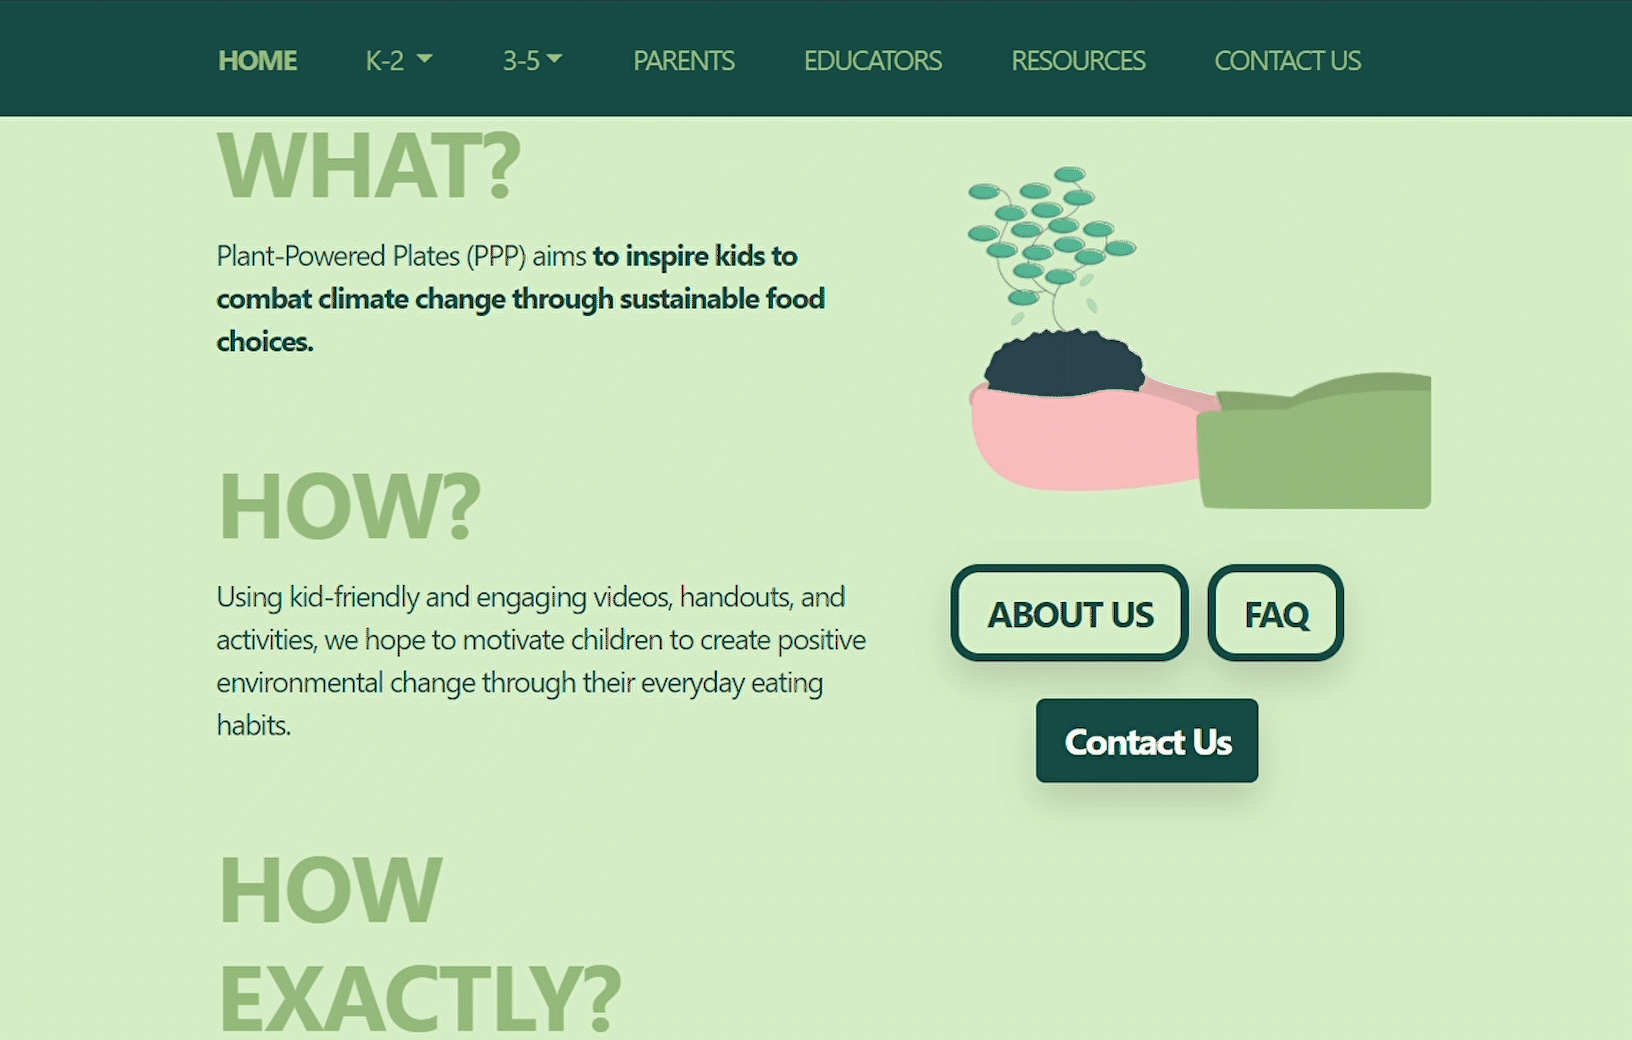 HOME K-2 3-5 PARENTS EDUCATORS RESOURCES CONTACT US
WHAT?
Plant-Powered Plates (PPP) aims to inspire kids to
combat climate change through sustainable food
choices.
HOW?
Using kid-friendly and engaging videos, handouts, and
activities, we hope to motivate children to create positive
environmental change through their everyday eating
habits.
HOW
EXACTLY?
ABOUT US FAQ
Contact Us